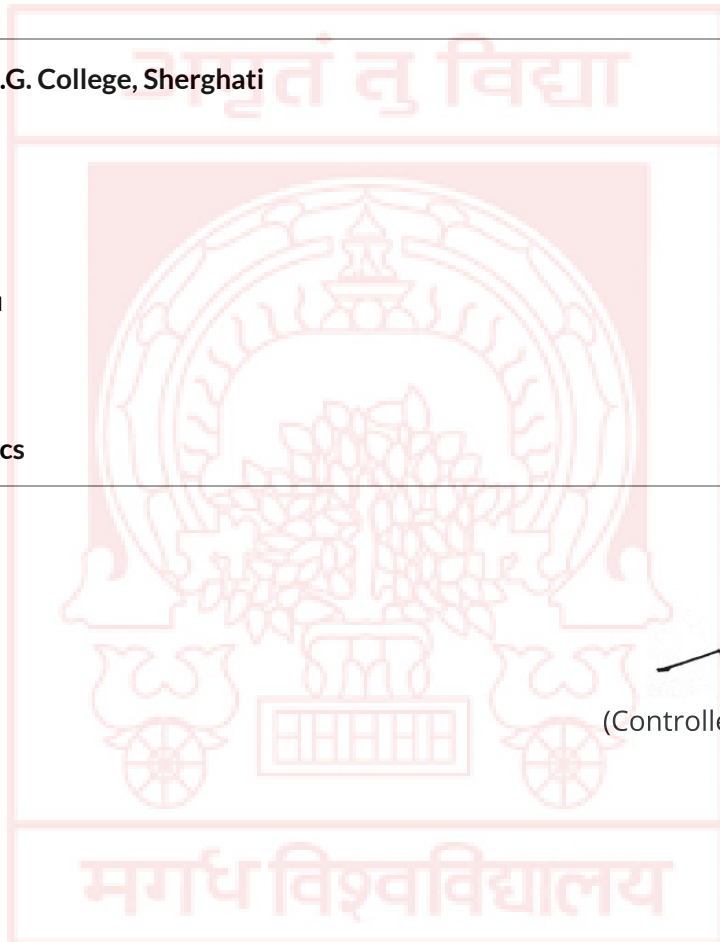 अमृतं तु विद्या
.G. College, Sherghati
cs
(Controlle
मगध विश्वविद्यालय